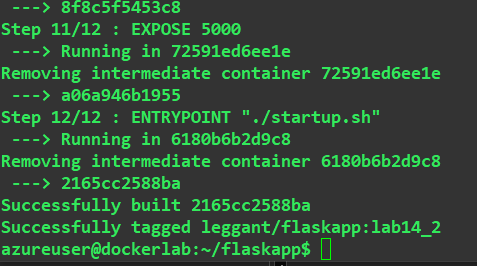 ---> 8f8c5f5453c8
Step 11/12 : EXPOSE 5000
---> Running in 72591ed6ee1e
Removing intermediate container 72591ed6ee1e
---> a06a946b1955
Step 12/12 : ENTRYPOINT "./startup.sh"
---> Running in 6180b6b2d9c8
Removing intermediate container 6180b6b2d9c8
---> 2165cc2588ba
Successfully built 2165cc2588ba
Successfully tagged leggant/flaskapp:lab14_2
azureuser@dockerlab:~/flaskapp$